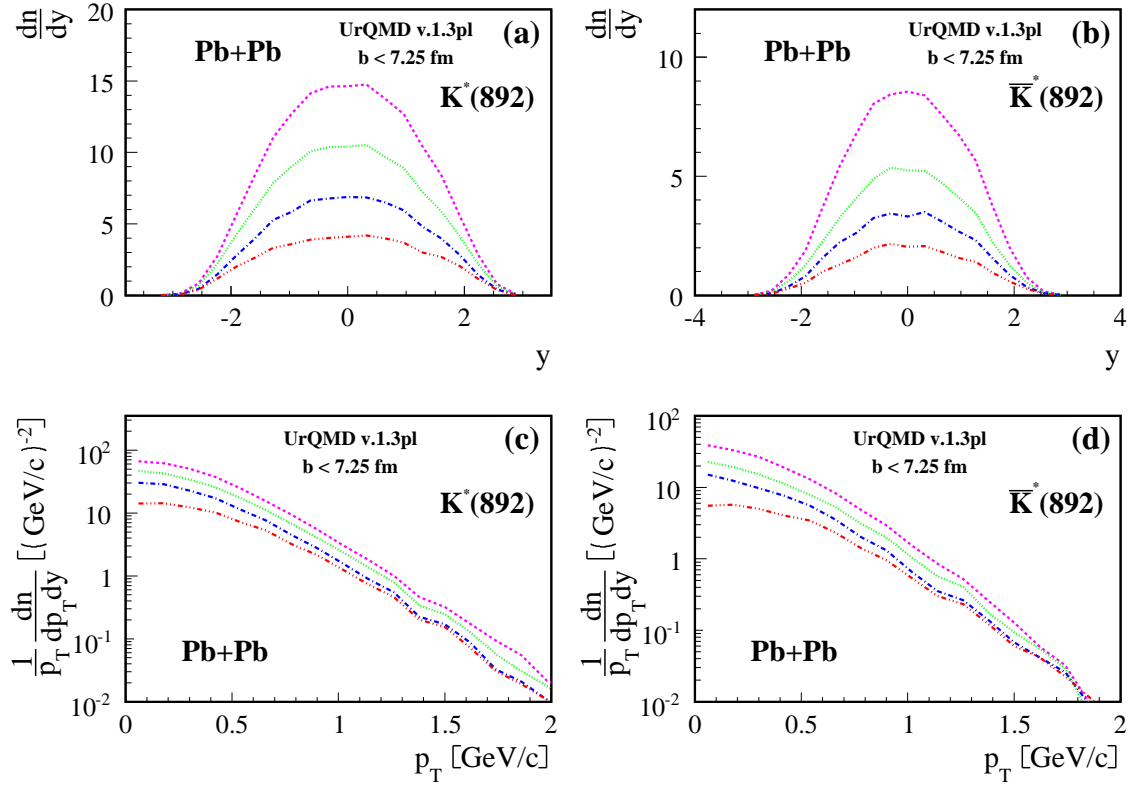 dn
dy
20
15
10
5
0
Pb+Pb
UrQMD v.1.3pl
b < 7.25 fm
(a)
K*(892)
-2
0
2
y
dn
dy
10
5
0
Pb+Pb
UrQMD v.1.3pl
b < 7.25 fm
(b)
K̅*(892)
-4
-2
0
2
4
y
1/p_T dn/dp_Tdy [(GeV/c)^-2]
10^2
10
1
10^-1
10^-2
UrQMD v.1.3pl
b < 7.25 fm
(c)
K*(892)
Pb+Pb
0
0.5
1
1.5
2
p_T [GeV/c]
1/p_T dn/dp_Tdy [(GeV/c)^-2]
10^2
10
1
10^-1
10^-2
UrQMD v.1.3pl
b < 7.25 fm
(d)
K̅*(892)
Pb+Pb
0
0.5
1
1.5
2
p_T [GeV/c]